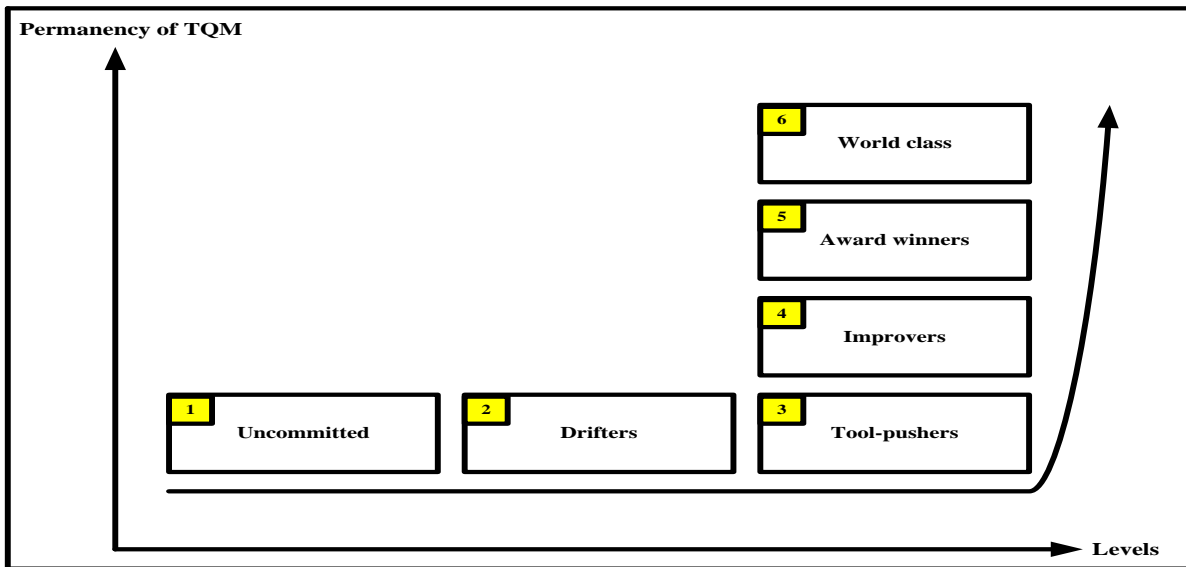 Permanency of TQM
6
World class
5
Award winners
4
Improvers
1
Uncommitted
2
Drifters
3
Tool-pushers
Levels